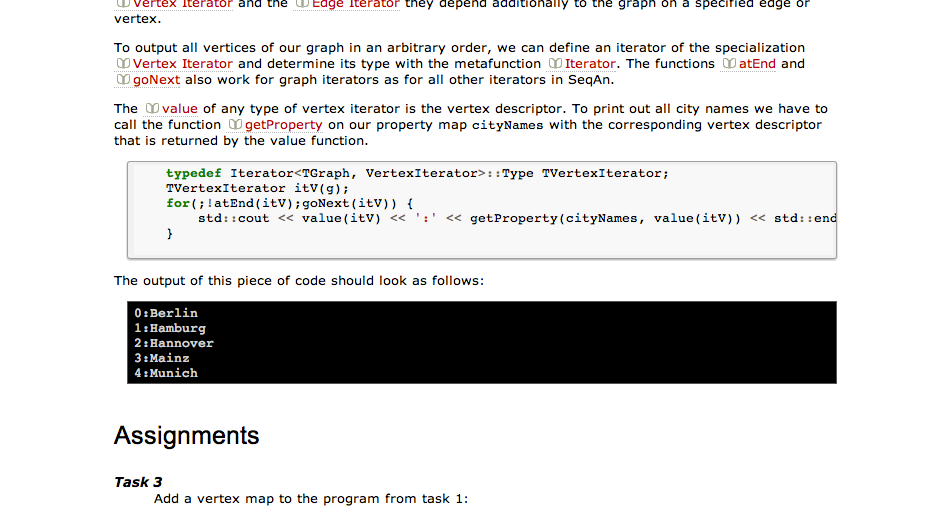 Vertex Iterator and the Edge Iterator they depend additionally to the graph on a specified edge or
vertex.
To output all vertices of our graph in an arbitrary order, we can define an iterator of the specialization
Vertex Iterator and determine its type with the metafunction Iterator. The functions atEnd and
goNext also work for graph iterators as for all other iterators in SeqAn.
The value of any type of vertex iterator is the vertex descriptor. To print out all city names we have to
call the function getProperty on our property map cityNames with the corresponding vertex descriptor
that is returned by the value function.
typedef Iterator<TGraph, VertexIterator>::Type TVertexIterator;
TVertexIterator itV(g);
for(;!atEnd(itV);goNext(itV)) {
std::cout << value(itV) << ':' << getProperty(cityNames, value(itV)) << std::end
}
The output of this piece of code should look as follows:
0:Berlin
1:Hamburg
2:Hannover
3:Mainz
4:Munich
Assignments
Task 3
Add a vertex map to the program from task 1: